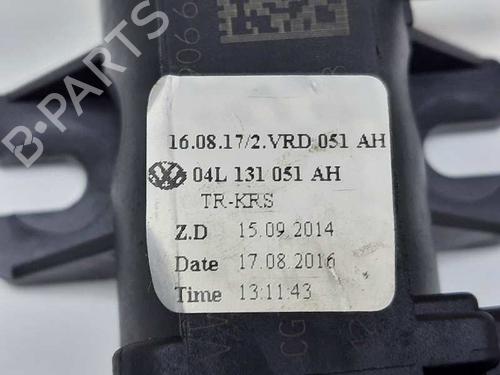 16.08.17/2.VRD 051 AH
04L 131 051 AH
TR-KRS
Z.D 15.09.2014
Date 17.08.2016
Time 13:11:43
CG